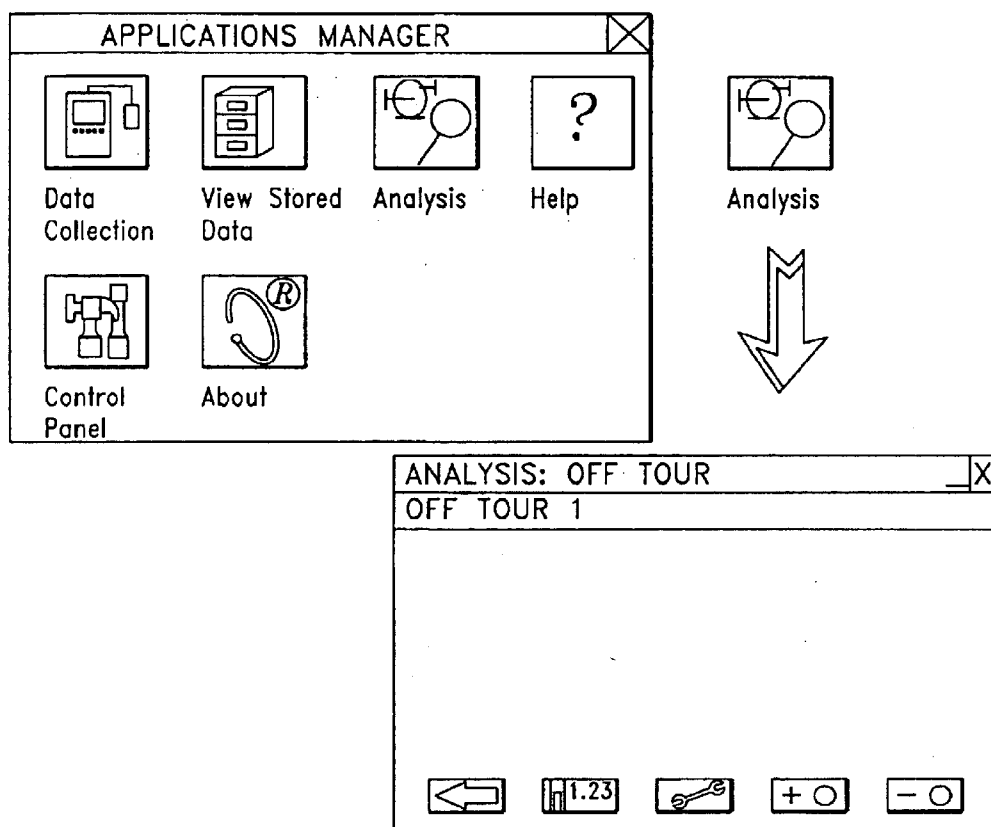 APPLICATIONS MANAGER
?
Data
Collection
View Stored
Data
Analysis
Help
R
Control
Panel
About
Analysis
ANALYSIS: OFF TOUR _ X
OFF TOUR 1
1.23
+
-